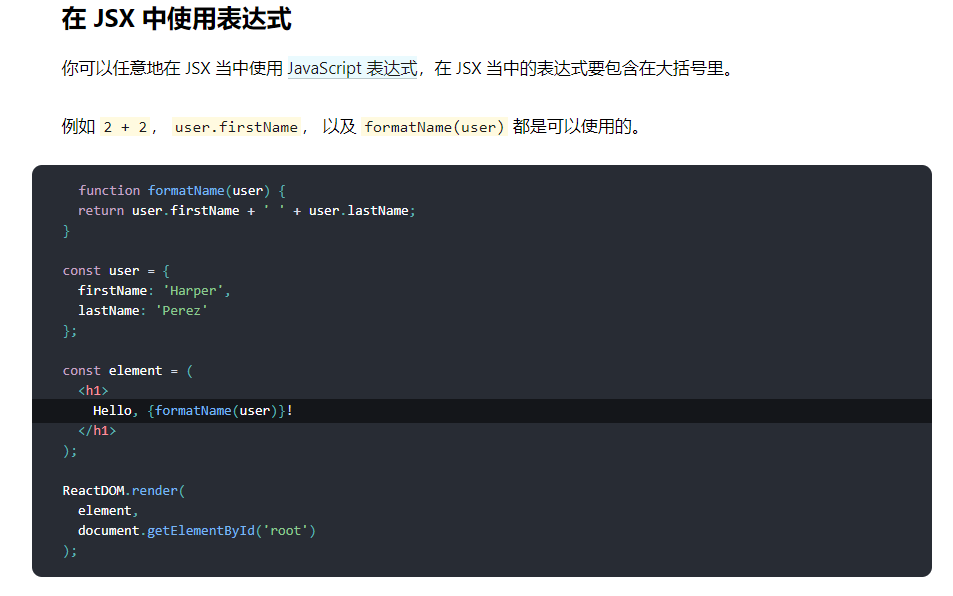 在 JSX 中使用表达式
你可以任意地在 JSX 当中使用 JavaScript 表达式，在 JSX 当中的表达式要包含在大括号里。
例如 2 + 2， user.firstName， 以及 formatName(user) 都是可以使用的。
function formatName(user) {
return user.firstName + ' ' + user.lastName;
}
const user = {
firstName: 'Harper',
lastName: 'Perez'
};
const element = (
<h1>
Hello, {formatName(user)}!
</h1>
);
ReactDOM.render(
element,
document.getElementById('root')
);